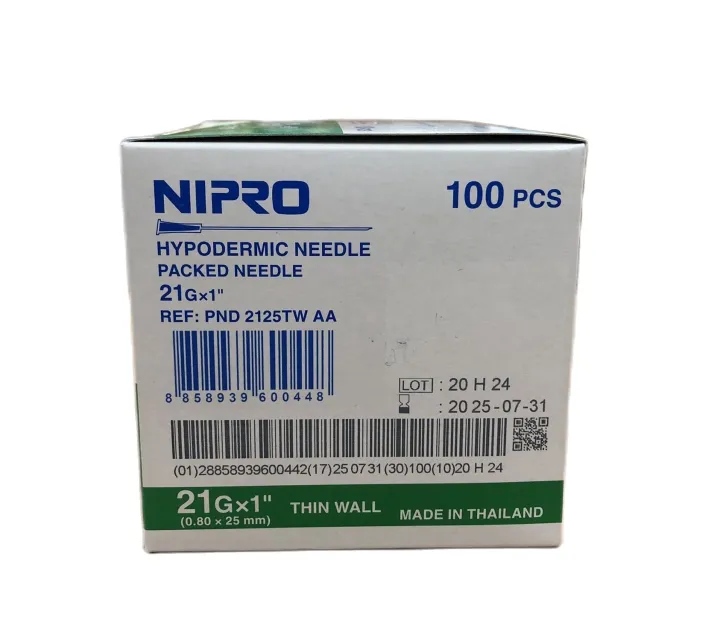 NIPRO
100 PCS
HYPODERMIC NEEDLE
PACKED NEEDLE
21G×1"
REF: PND 2125TW AA
8 858939 600448
LOT : 20 H 24
: 2025-07-31
(01)28858939600442(17)250731(30)100(10)20 H 24
21G×1" THIN WALL MADE IN THAILAND
(0.80 × 25 mm)